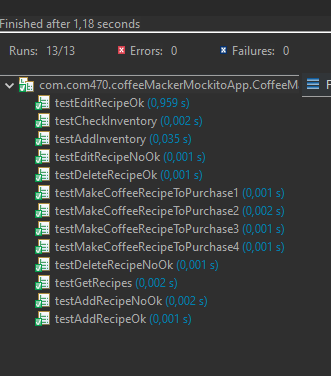 Finished after 1,18 seconds
Runs: 13/13 Errors: 0 Failures: 0
com.com470.coffeeMackerMockitoApp.CoffeeM
testEditRecipeOk (0,959 s)
testCheckInventory (0,002 s)
testAddInventory (0,035 s)
testEditRecipeNoOk (0,001 s)
testDeleteRecipeOk (0,001 s)
testMakeCoffeeRecipeToPurchase1 (0,001 s)
testMakeCoffeeRecipeToPurchase2 (0,002 s)
testMakeCoffeeRecipeToPurchase3 (0,001 s)
testMakeCoffeeRecipeToPurchase4 (0,001 s)
testDeleteRecipeNoOk (0,001 s)
testGetRecipes (0,002 s)
testAddRecipeNoOk (0,002 s)
testAddRecipeOk (0,001 s)